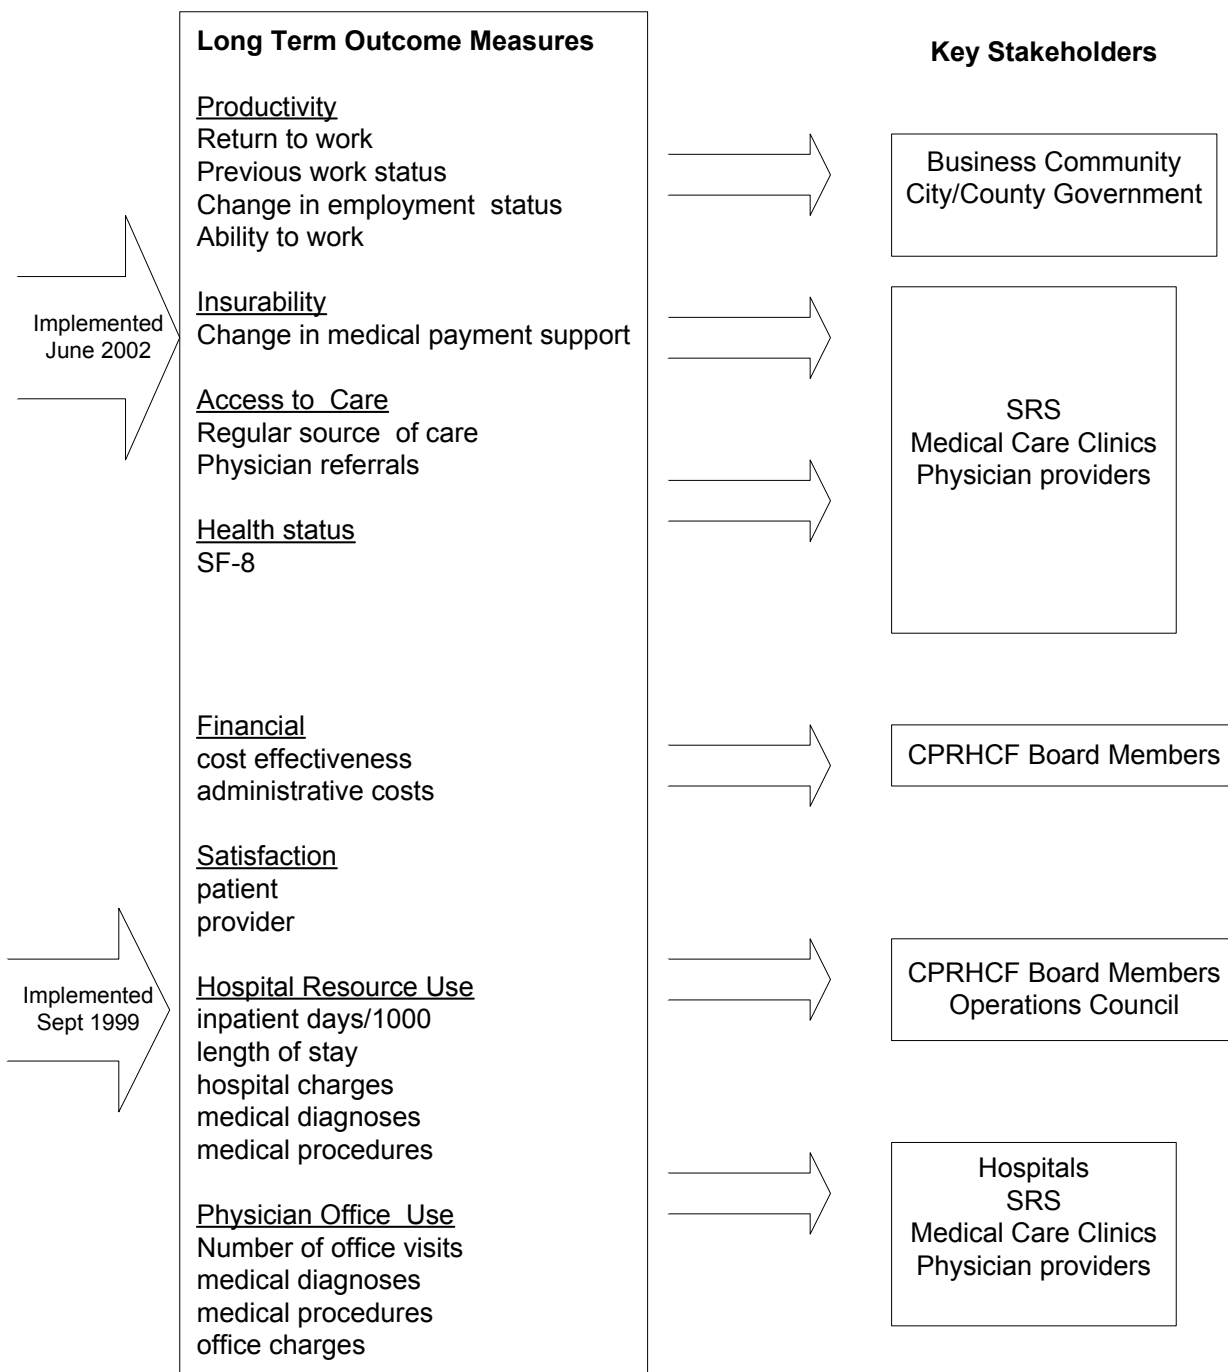 Long Term Outcome Measures
Productivity
Return to work
Previous work status
Change in employment  status
Ability to work
Insurability
Change in medical payment support
Access to  Care
Regular source  of care
Physician referrals
Health status
SF-8
Financial
cost effectiveness
administrative costs
Satisfaction
patient
provider
Hospital Resource Use
inpatient days/1000
length of stay
hospital charges
medical diagnoses
medical procedures
Physician Office  Use
Number of office visits
medical diagnoses
medical procedures
office charges
Implemented
June 2002
Implemented
Sept 1999
Key Stakeholders
Business Community
City/County Government
SRS
Medical Care Clinics
Physician providers
CPRHCF Board Members
CPRHCF Board Members
Operations Council
Hospitals
SRS
Medical Care Clinics
Physician providers